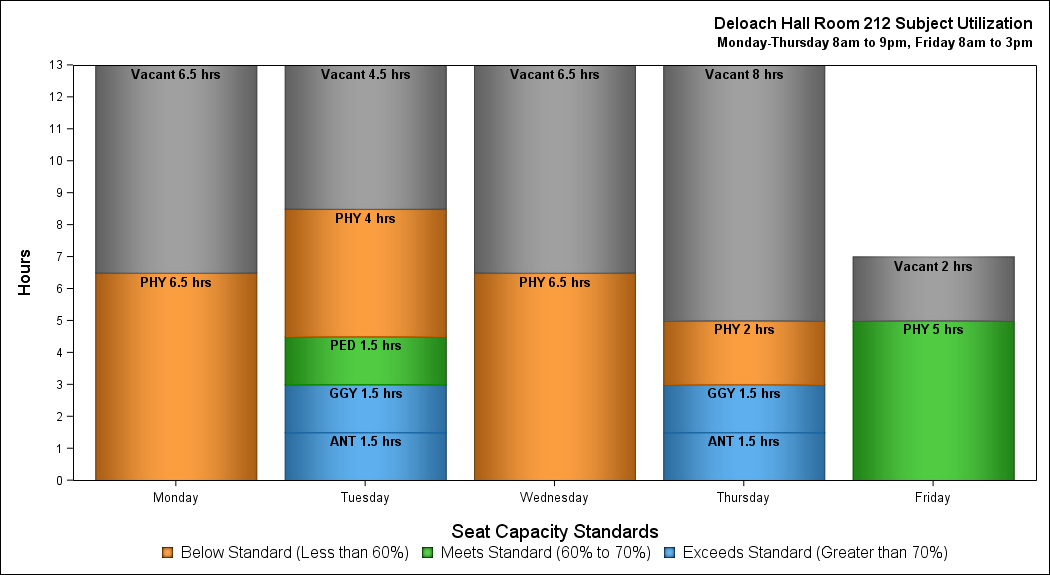 Deloach Hall Room 212 Subject Utilization
Monday-Thursday 8am to 9pm, Friday 8am to 3pm
Hours
13
12
11
10
9
8
7
6
5
4
3
2
1
0
Vacant 6.5 hrs
PHY 6.5 hrs
Vacant 4.5 hrs
PHY 4 hrs
PED 1.5 hrs
GGY 1.5 hrs
ANT 1.5 hrs
Vacant 6.5 hrs
PHY 6.5 hrs
Vacant 8 hrs
PHY 2 hrs
GGY 1.5 hrs
ANT 1.5 hrs
Vacant 2 hrs
PHY 5 hrs
Monday Tuesday Wednesday Thursday Friday
Seat Capacity Standards
Below Standard (Less than 60%) Meets Standard (60% to 70%) Exceeds Standard (Greater than 70%)